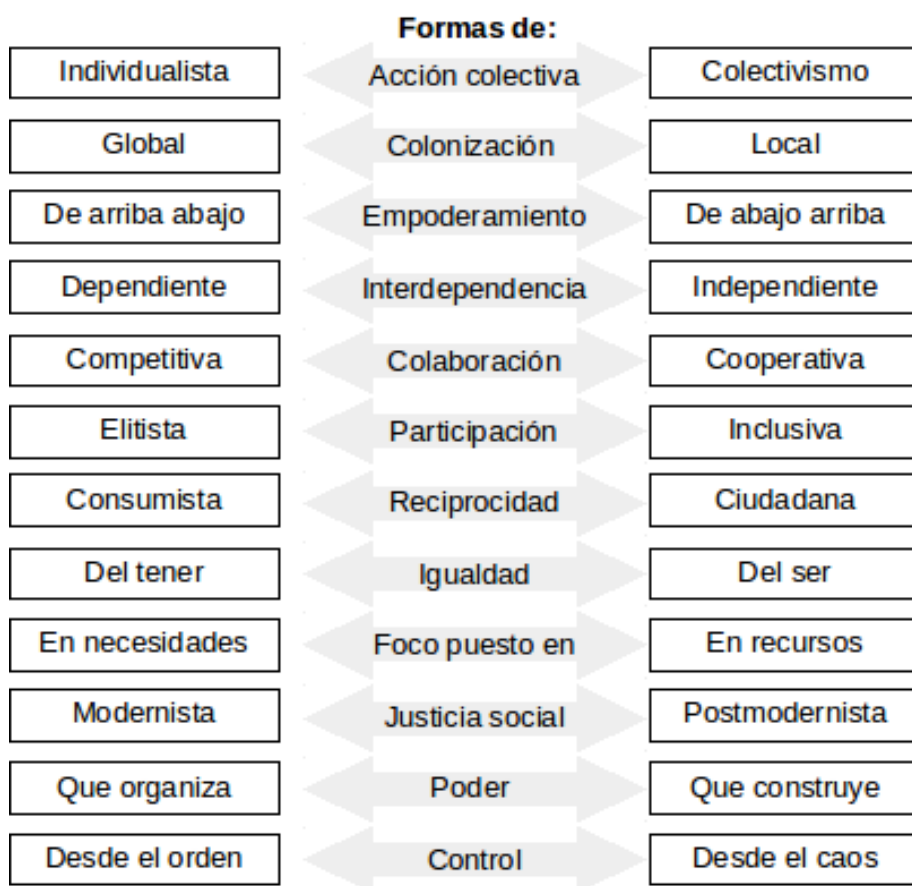 Formas de:
Individualista Acción colectiva Colectivismo
Global Colonización Local
De arriba abajo Empoderamiento De abajo arriba
Dependiente Interdependencia Independiente
Competitiva Colaboración Cooperativa
Elitista Participación Inclusiva
Consumista Reciprocidad Ciudadana
Del tener Igualdad Del ser
En necesidades Foco puesto en En recursos
Modernista Justicia social Postmodernista
Que organiza Poder Que construye
Desde el orden Control Desde el caos